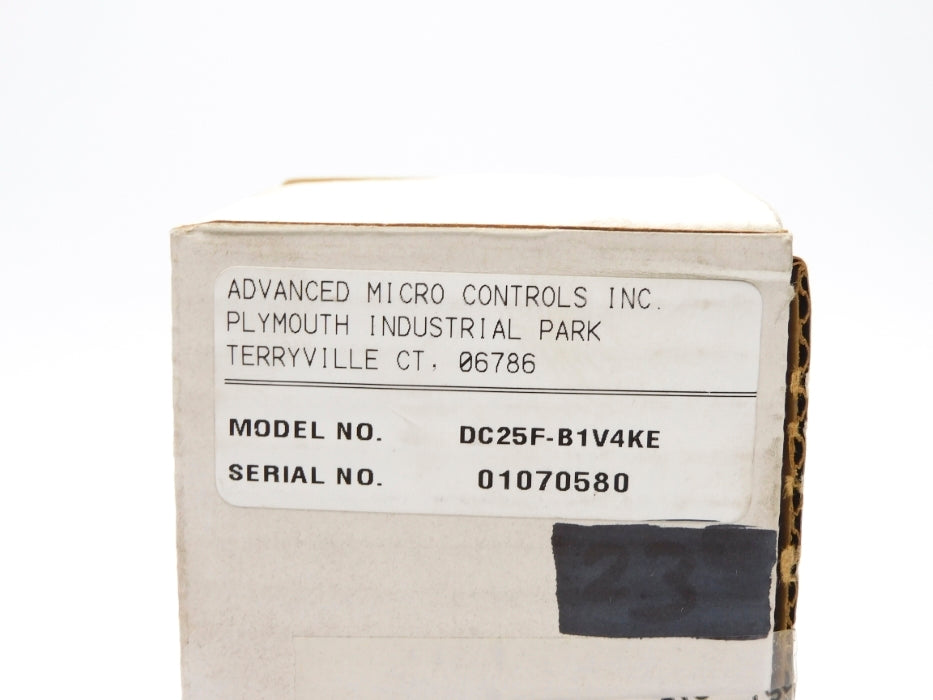 ADVANCED MICRO CONTROLS INC.
PLYMOUTH INDUSTRIAL PARK
TERRYVILLE CT. 06786
MODEL NO. DC25F-B1V4KE
SERIAL NO. 01070580
23